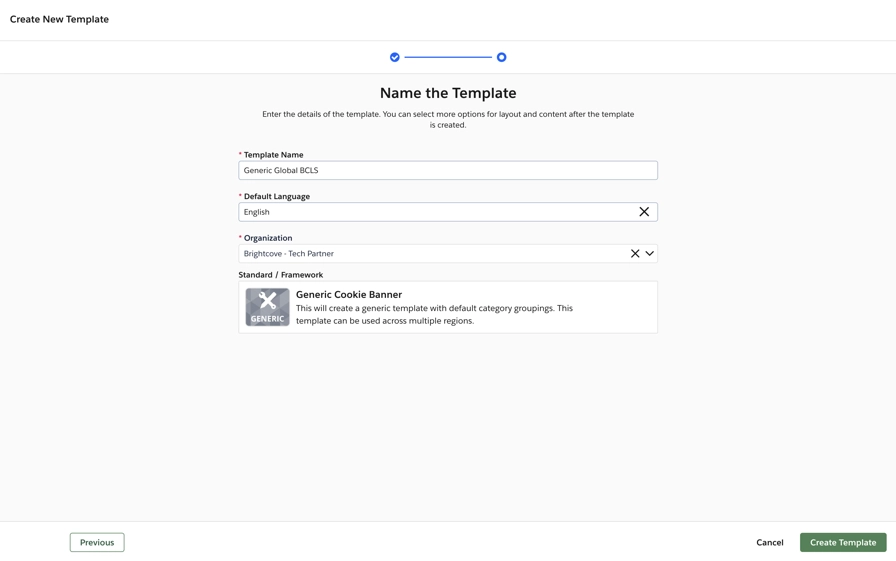 Create New Template
Name the Template
Enter the details of the template. You can select more options for layout and content after the template
is created.
* Template Name
Generic Global BCLS
* Default Language
English
* Organization
Brightcove - Tech Partner
Standard / Framework
Generic Cookie Banner
This will create a generic template with default category groupings. This
template can be used across multiple regions.
GENERIC
Previous
Cancel
Create Template